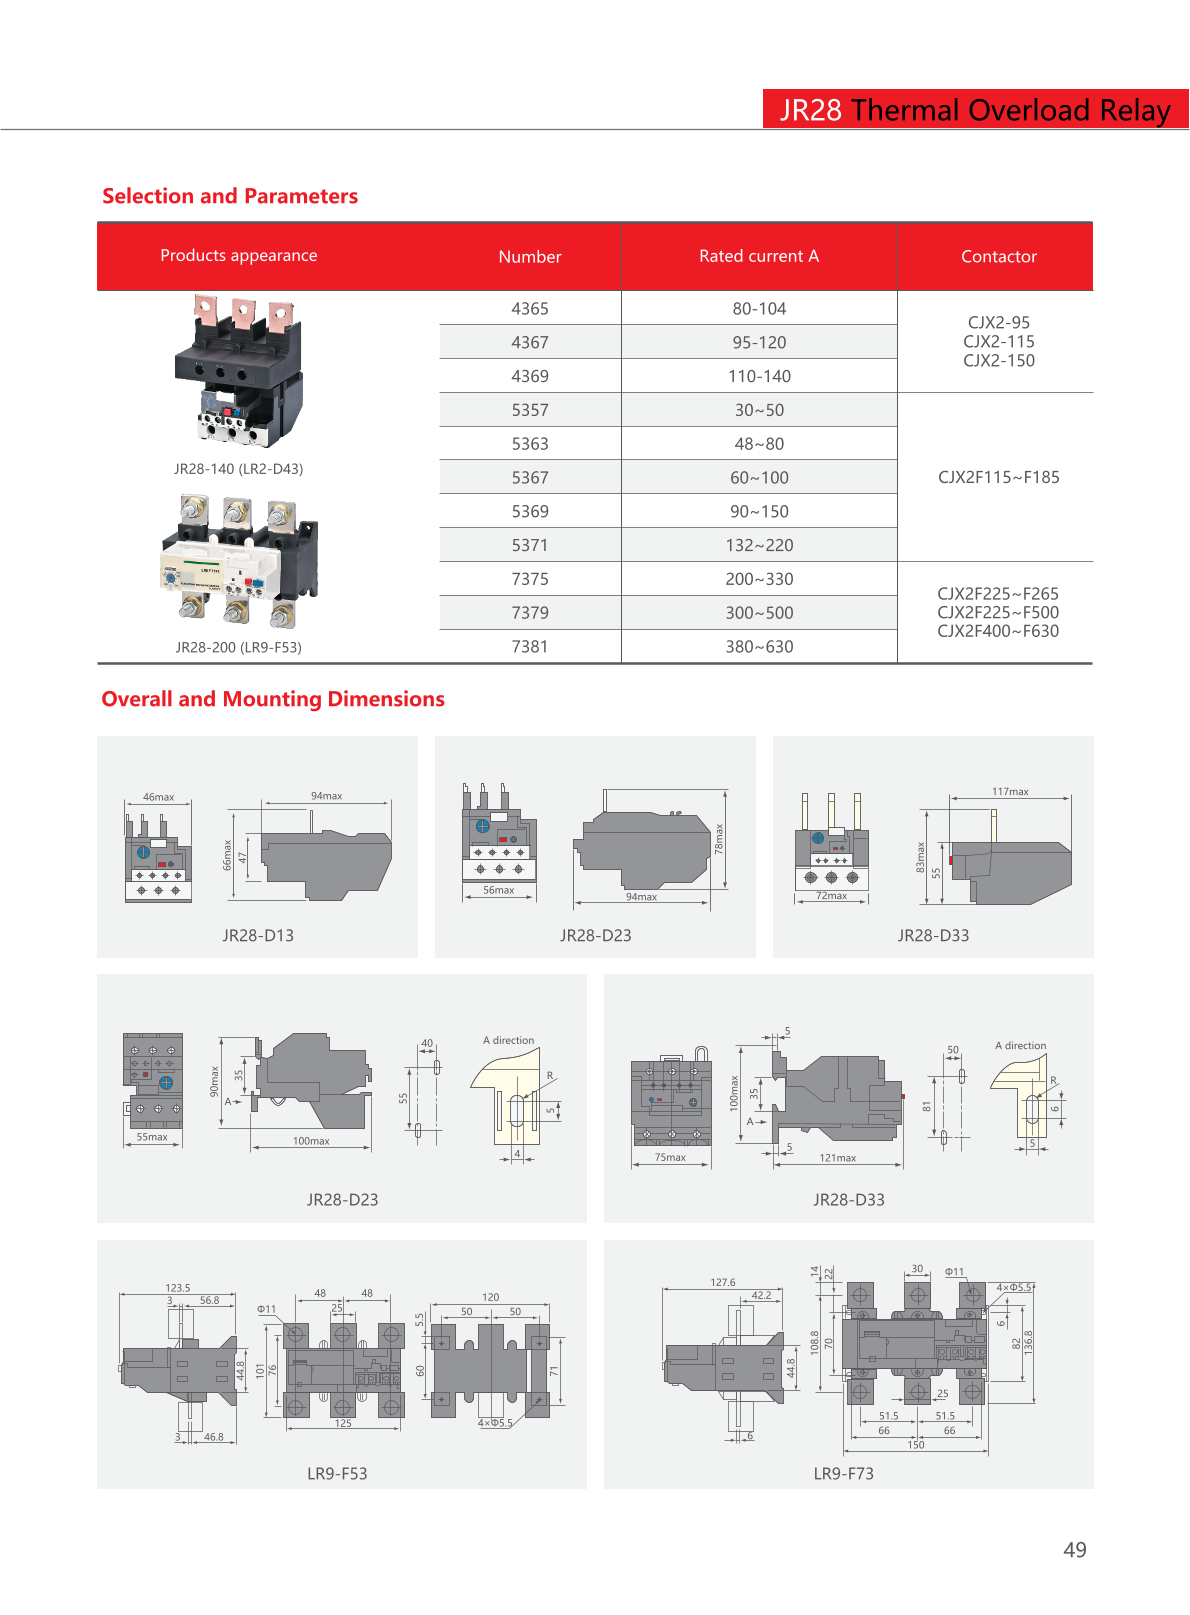 JR28 Thermal Overload Relay
Selection and Parameters
Products appearance Number Rated current A Contactor
4365 80-104
4367 95-120
4369 110-140
CJX2-95
CJX2-115
CJX2-150
5357 30~50
5363 48~80
5367 60~100
5369 90~150
5371 132~220
CJX2F115~F185
7375 200~330
7379 300~500
7381 380~630
CJX2F225~F265
CJX2F225~F500
CJX2F400~F630
JR28-140 (LR2-D43)
JR28-200 (LR9-F53)
Overall and Mounting Dimensions
46max
94max
66max
47
JR28-D13
56max
94max
78max
JR28-D23
72max
117max
83max
55
JR28-D33
55max
90max
35
A
100max
40
55
A direction
R
5
4
JR28-D23
75max
5
100max
35
A
5
121max
50
81
A direction
R
6
5
JR28-D33
123.5
3 56.8
44.8
3 46.8
Φ11
48 48
25
101
76
125
120
50 50
5.5
60
71
4×Φ5.5
LR9-F53
127.6
42.2
44.8
6
14
22
30
Φ11
4×Φ5.5
108.8
70
6
82
136.8
25
51.5 51.5
66 66
150
LR9-F73
49